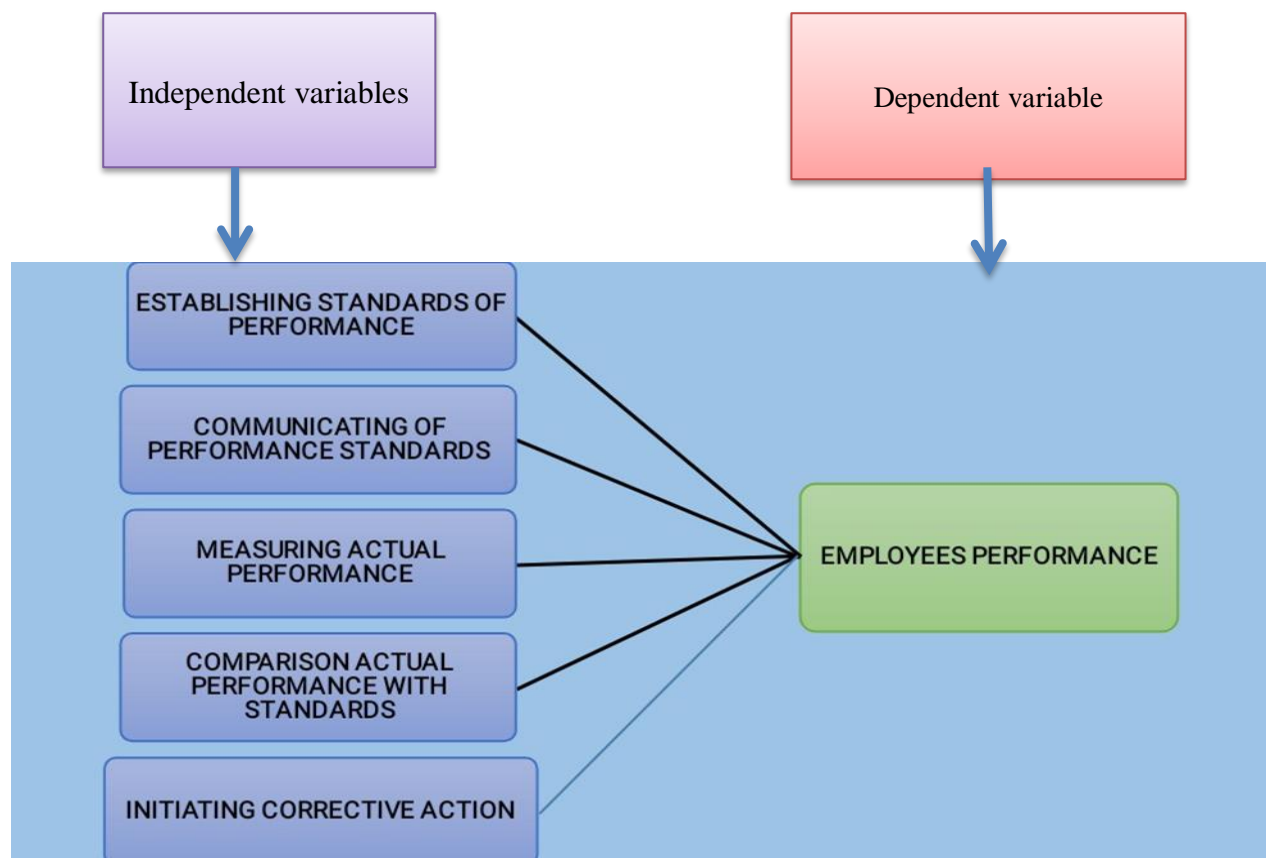 Independent variables
Dependent variable
ESTABLISHING STANDARDS OF
PERFORMANCE
COMMUNICATING OF
PERFORMANCE STANDARDS
MEASURING ACTUAL
PERFORMANCE
COMPARISON ACTUAL
PERFORMANCE WITH
STANDARDS
INITIATING CORRECTIVE ACTION
EMPLOYEES PERFORMANCE